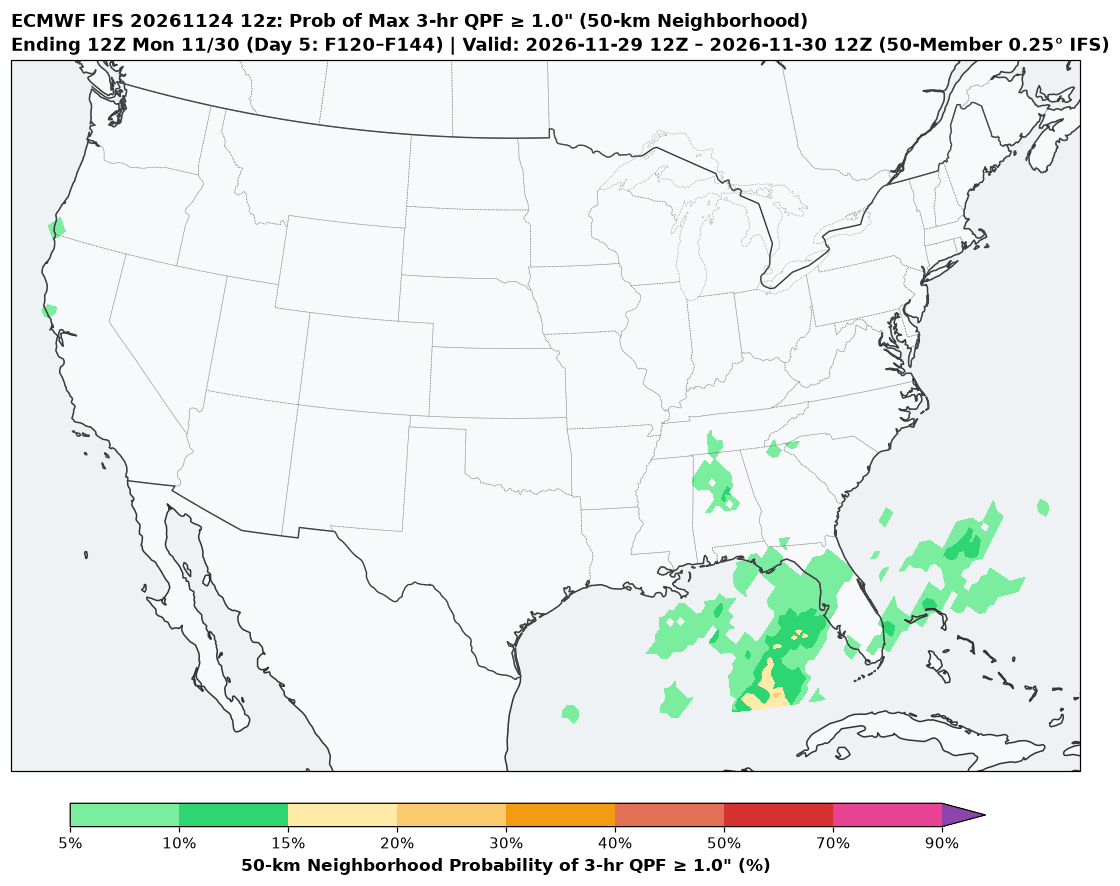 ECMWF IFS 20261124 12z: Prob of Max 3-hr QPF ≥ 1.0" (50-km Neighborhood)
Ending 12Z Mon 11/30 (Day 5: F120–F144) | Valid: 2026-11-29 12Z – 2026-11-30 12Z (50-Member 0.25° IFS)
5% 10% 15% 20% 30% 40% 50% 70% 90%
50-km Neighborhood Probability of 3-hr QPF ≥ 1.0" (%)